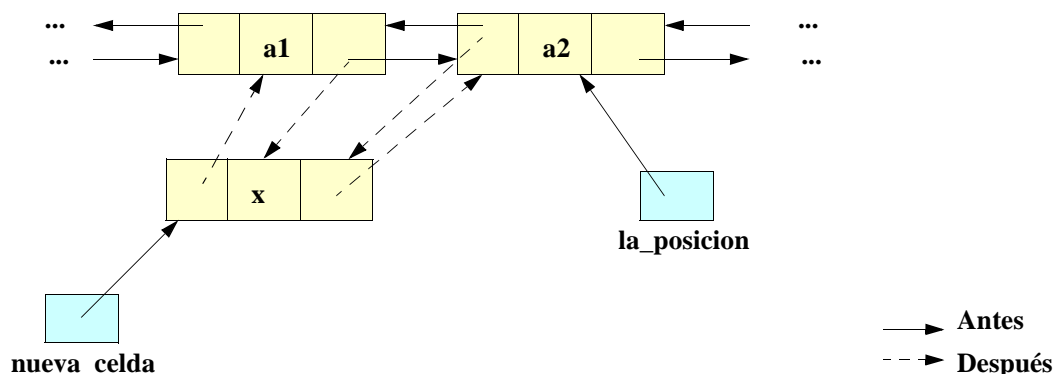 ... ...
... ...
a1 a2
x
la_posicion
nueva_celda
Antes
Después